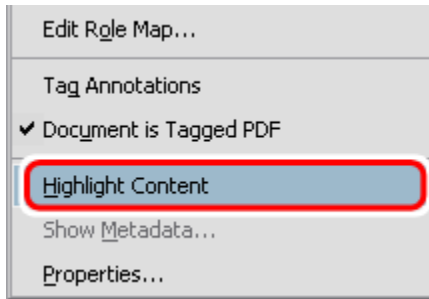 Edit Role Map...
Tag Annotations
Document is Tagged PDF
Highlight Content
Show Metadata...
Properties...